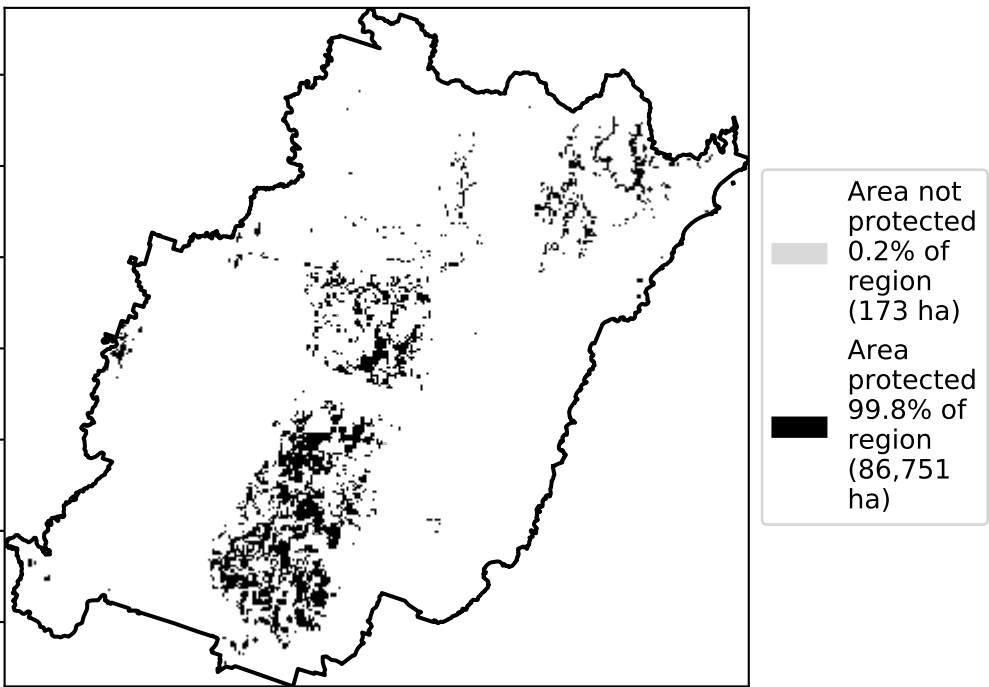 Area not
protected
0.2% of
region
(173 ha)
Area
protected
99.8% of
region
(86,751
ha)